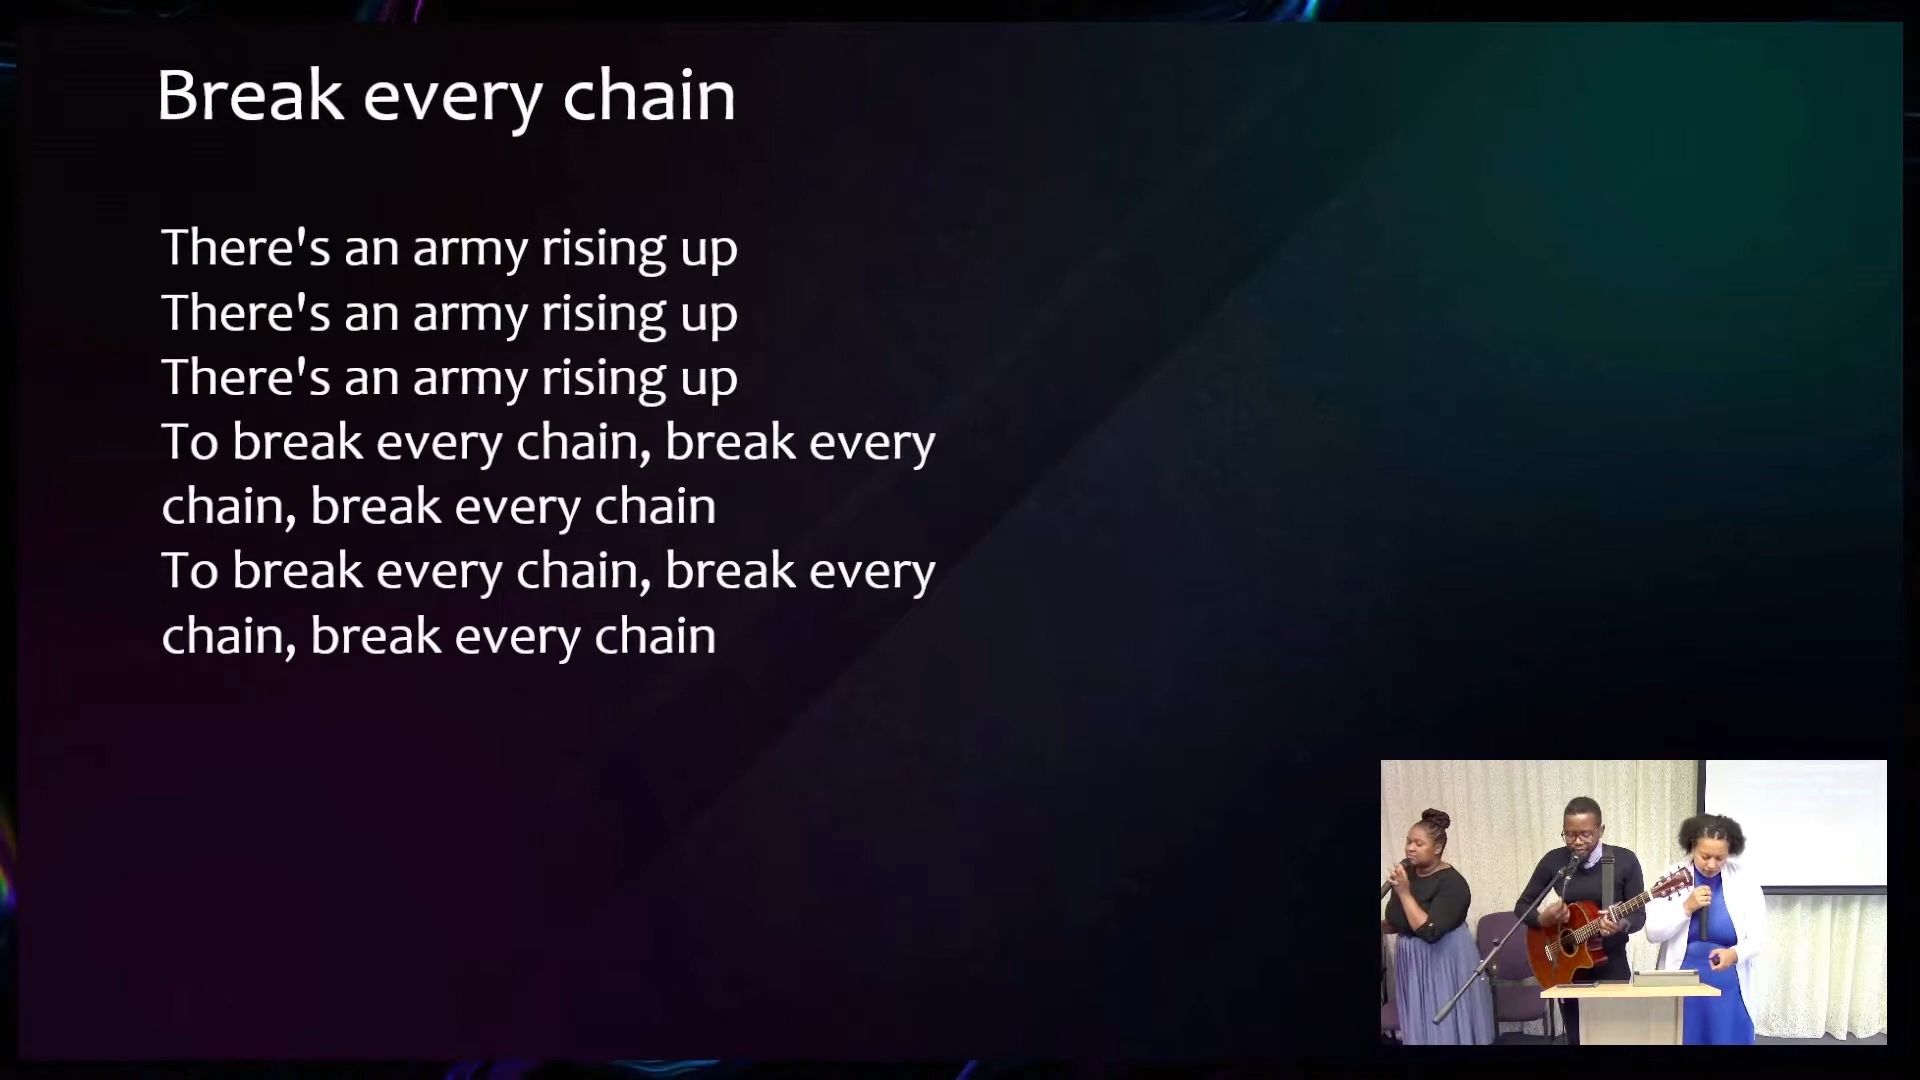 Break every chain
There's an army rising up
There's an army rising up
There's an army rising up
To break every chain, break every
chain, break every chain
To break every chain, break every
chain, break every chain